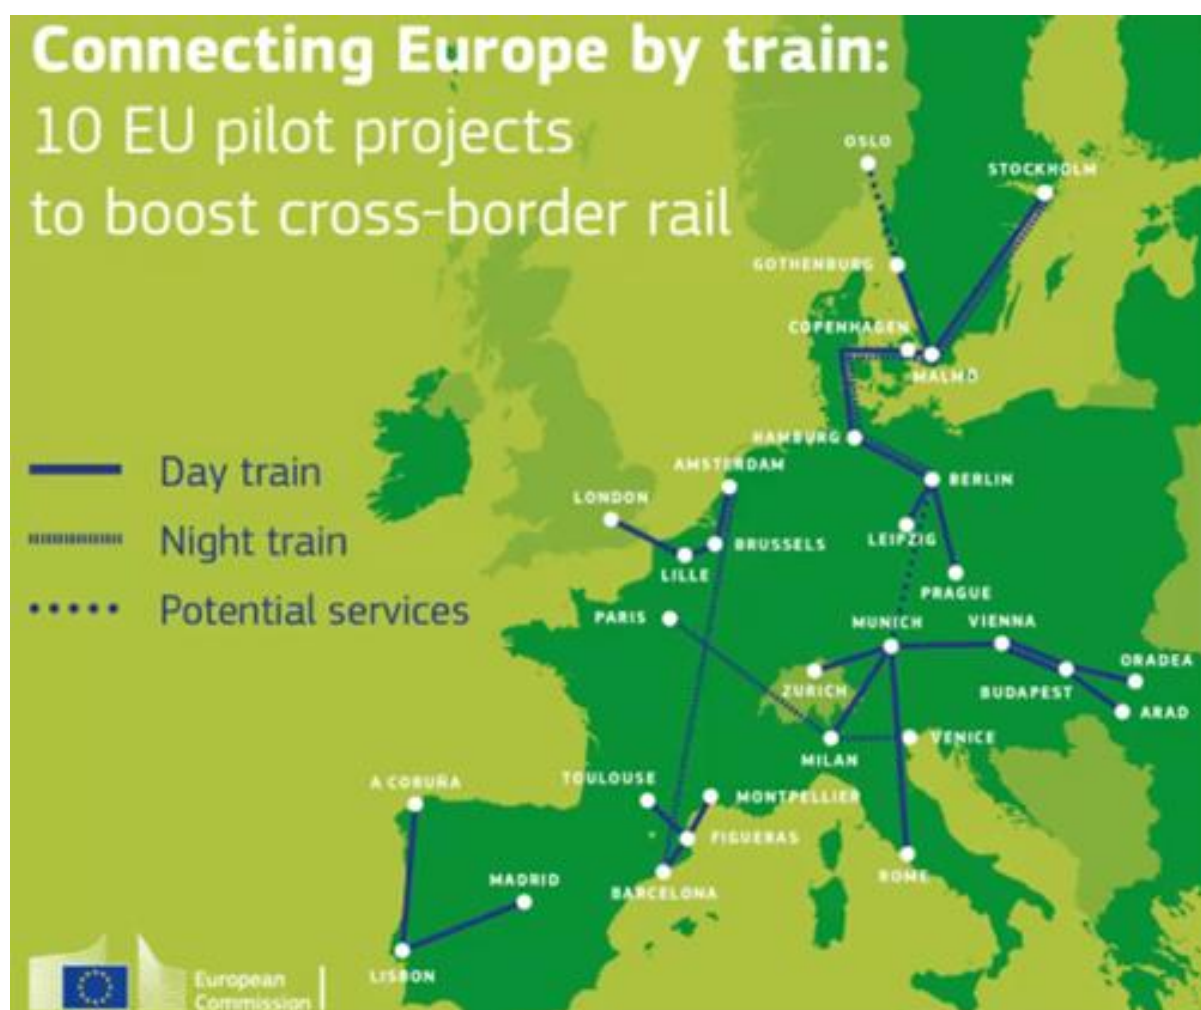 Connecting Europe by train:
10 EU pilot projects
to boost cross-border rail
OSLO
STOCKHOLM
GOTHENBURG
COPENHAGEN
MALMÖ
HAMBURG
AMSTERDAM
BERLIN
LONDON
Day train
LEIPZIG
BRUSSELS
Night train
LILLE
PRAGUE
Potential services
PARIS
MUNICH
VIENNA
ORADEA
ZURICH
BUDAPEST
ARAD
VENICE
MILAN
A CORUÑA
TOULOUSE
MONTPELLIER
FIGUERAS
MADRID
ROME
BARCELONA
LISBON
European
Commission